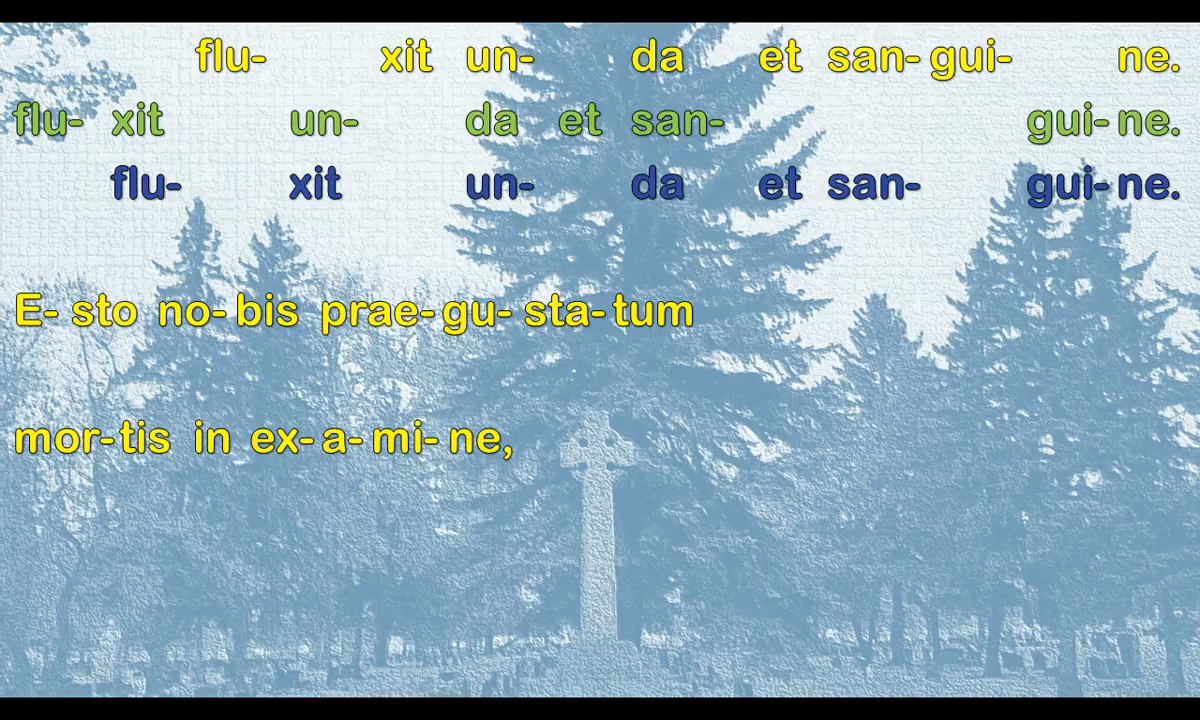 flu- xit un- da et san- gui- ne.
flu- xit un- da et san- gui- ne.
flu- xit un- da et san- gui- ne.
E- sto no- bis prae- gu- sta- tum
mor- tis in ex- a- mi- ne,